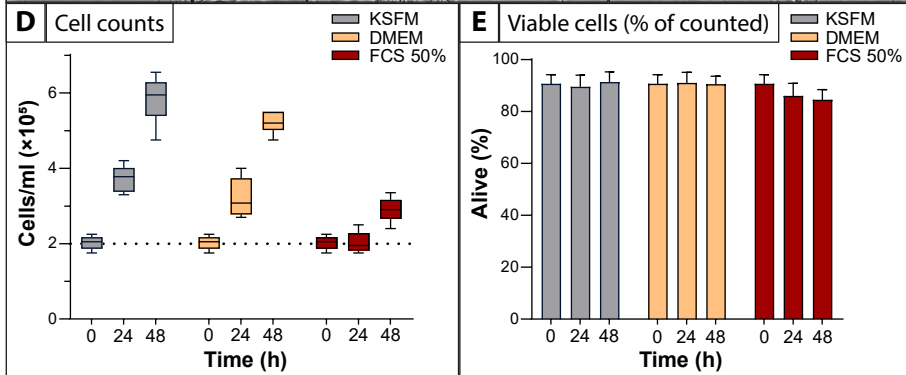 D Cell counts
KSFM
DMEM
FCS 50%
Cells/ml (×10⁵)
6
4
2
0
0 24 48 0 24 48 0 24 48
Time (h)
E Viable cells (% of counted)
KSFM
DMEM
FCS 50%
Alive (%)
100
80
60
40
20
0
0 24 48 0 24 48 0 24 48
Time (h)